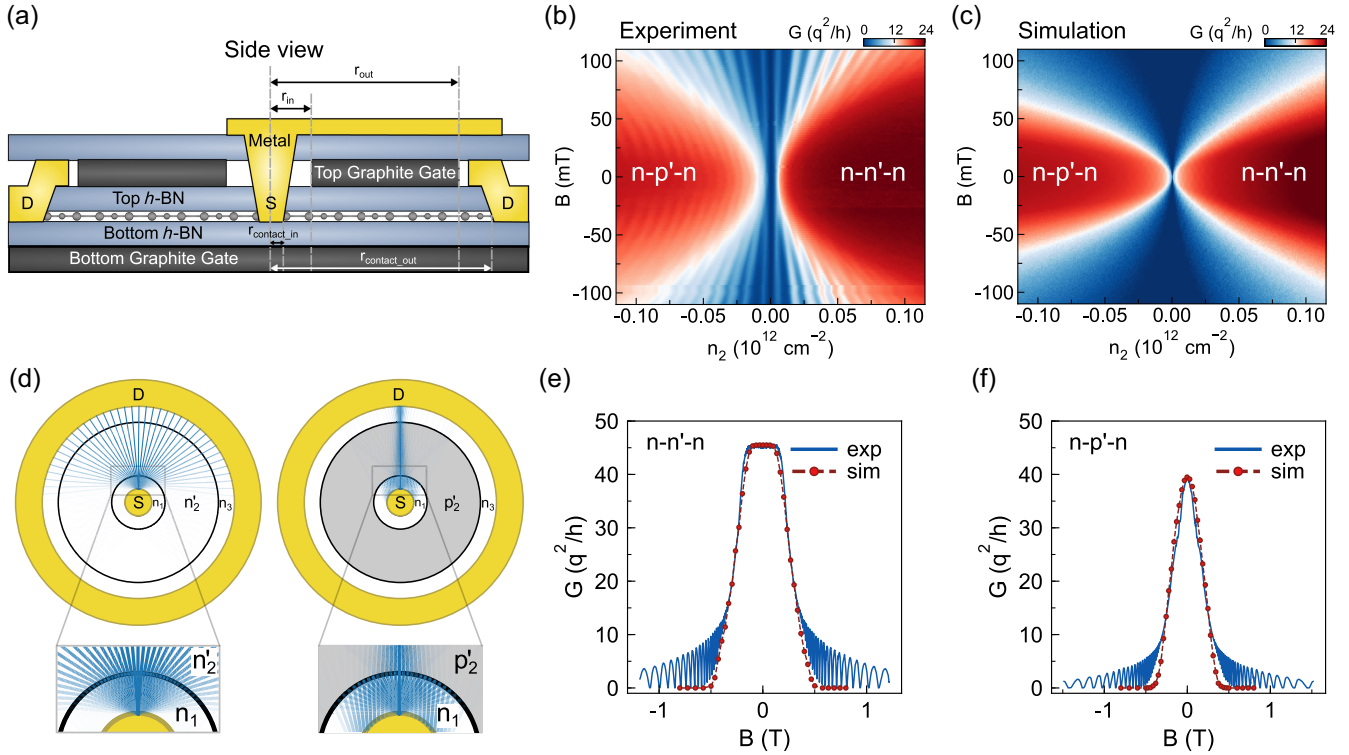 (a)
Side view
r_out
r_in
Metal
Top Graphite Gate
D
S
D
Top h-BN
Bottom h-BN
r_contact_in
Bottom Graphite Gate
r_contact_out
(b)
Experiment
G (q²/h)
0 12 24
100
50
0
-50
-100
B (mT)
n-p'-n
n-n'-n
-0.10 -0.05 0.00 0.05 0.10
n₂ (10¹² cm⁻²)
(c)
Simulation
G (q²/h)
0 12 24
100
50
0
-50
-100
B (mT)
n-p'-n
n-n'-n
-0.10 -0.05 0.00 0.05 0.10
n₂ (10¹² cm⁻²)
(d)
D
S n₁ n'₂ n₃
n'₂
n₁
D
S n₁ p'₂ n₃
p'₂
n₁
(e)
n-n'-n
exp
sim
50
40
30
20
10
0
G (q²/h)
-1 0 1
B (T)
(f)
n-p'-n
exp
sim
50
40
30
20
10
0
G (q²/h)
-1 0 1
B (T)